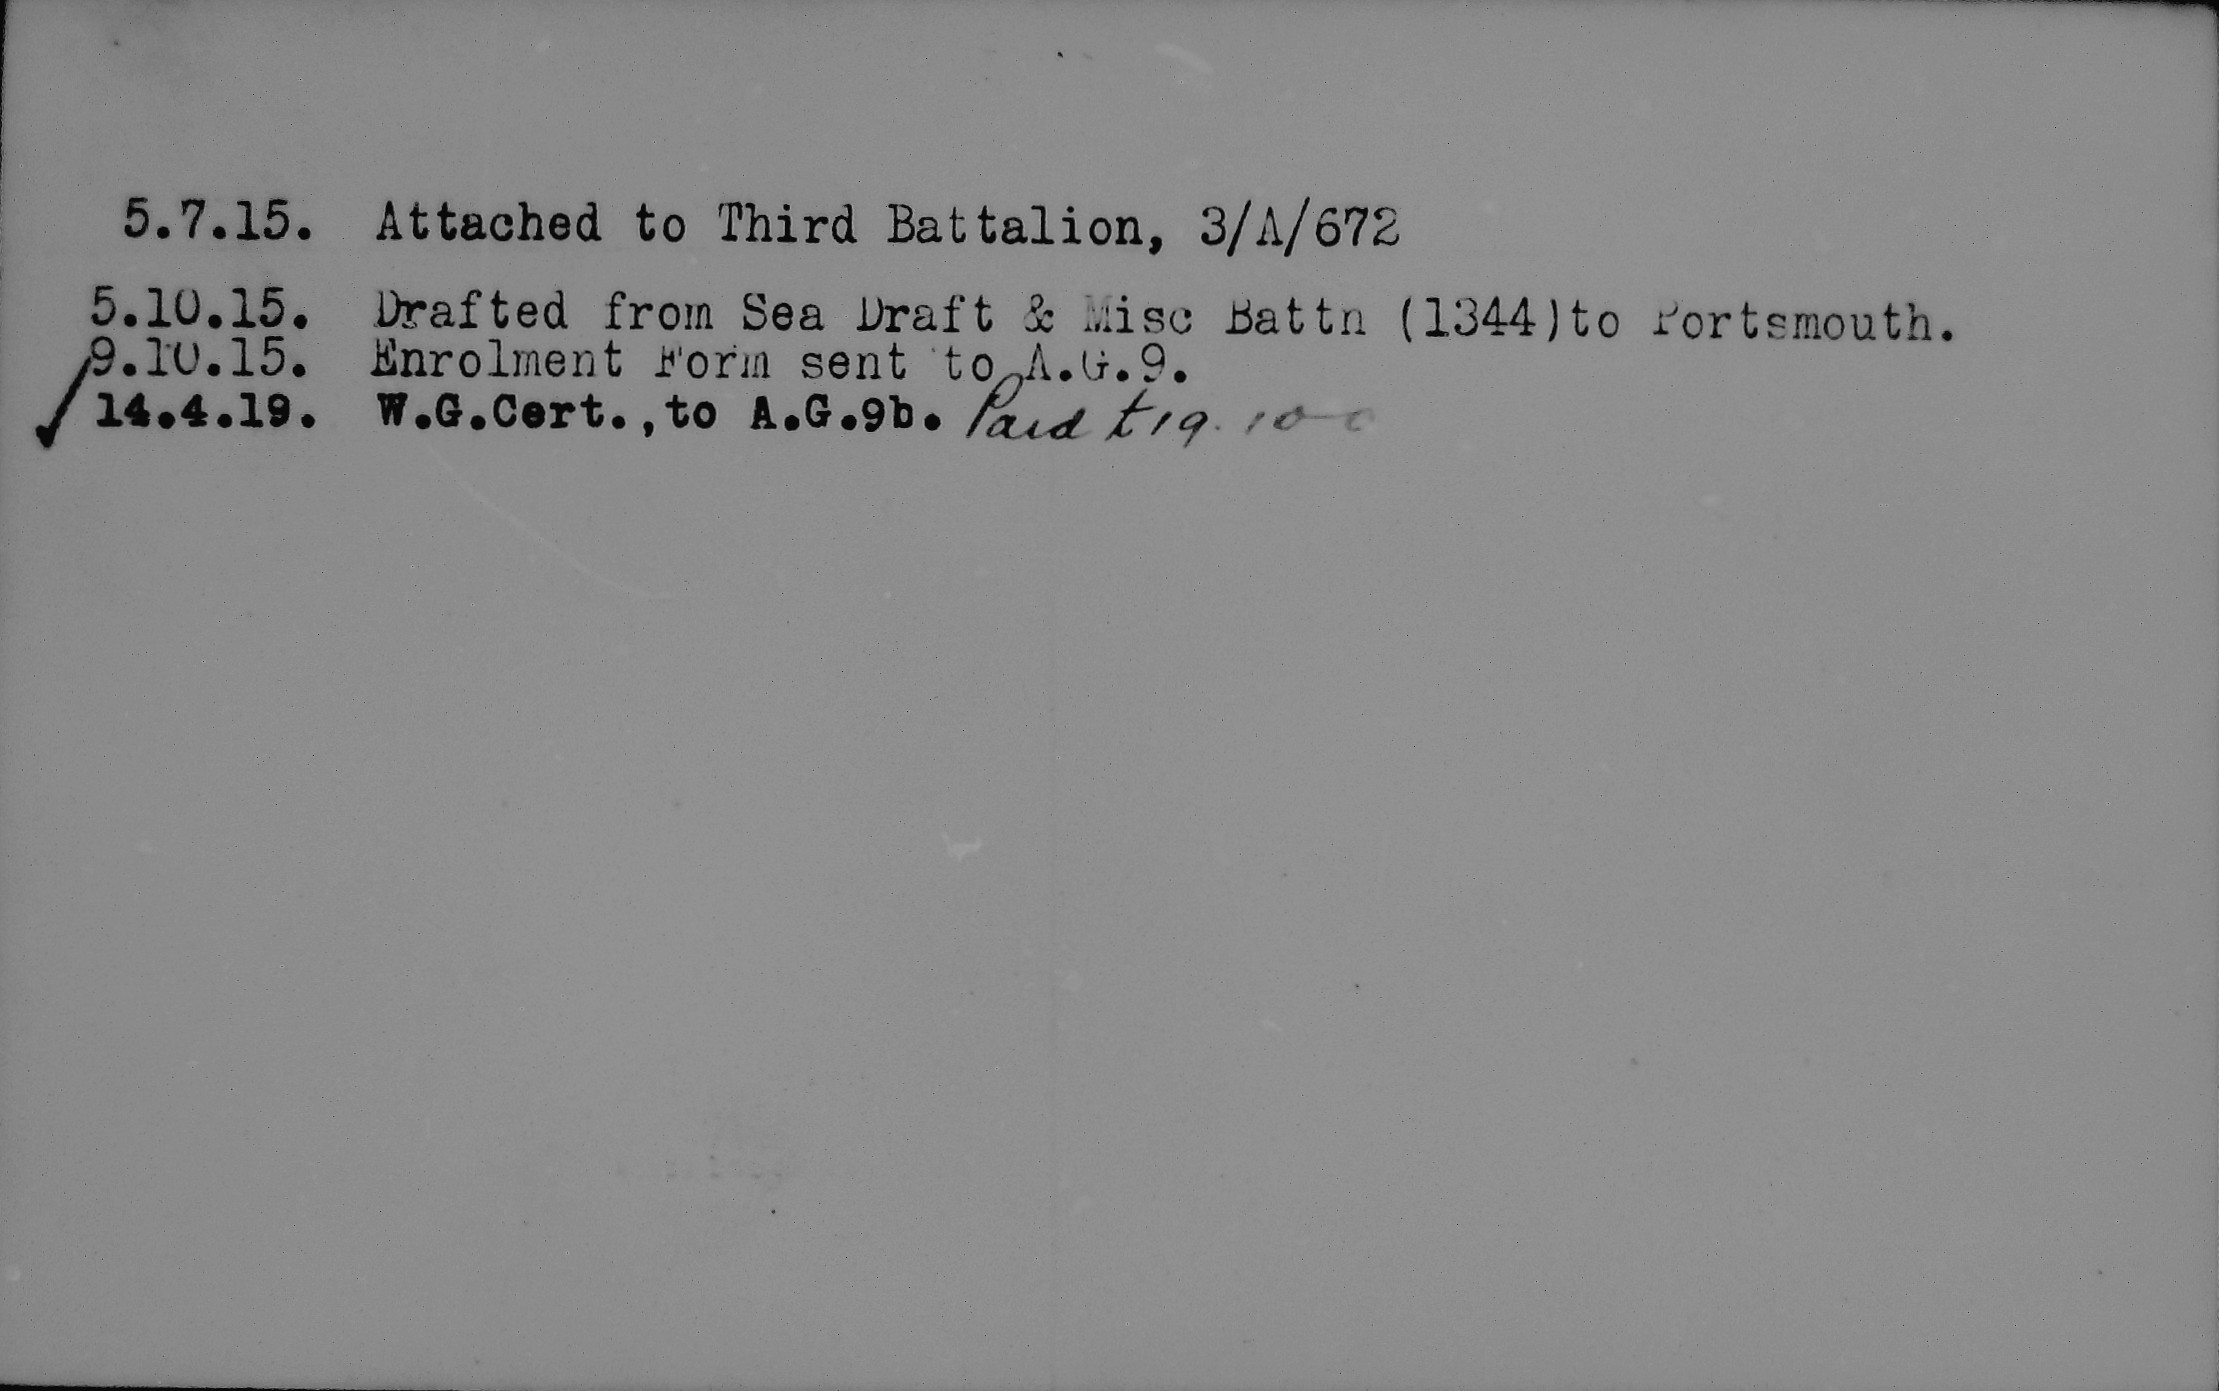 5.7.15. Attached to Third Battalion, 3/A/672
5.10.15. Drafted from Sea Draft & Misc Battn (1344)to Portsmouth.
9.10.15. Enrolment Form sent to A.G.9.
14.4.19. W.G.Cert.,to A.G.9b. Paid £19. 10 - 0